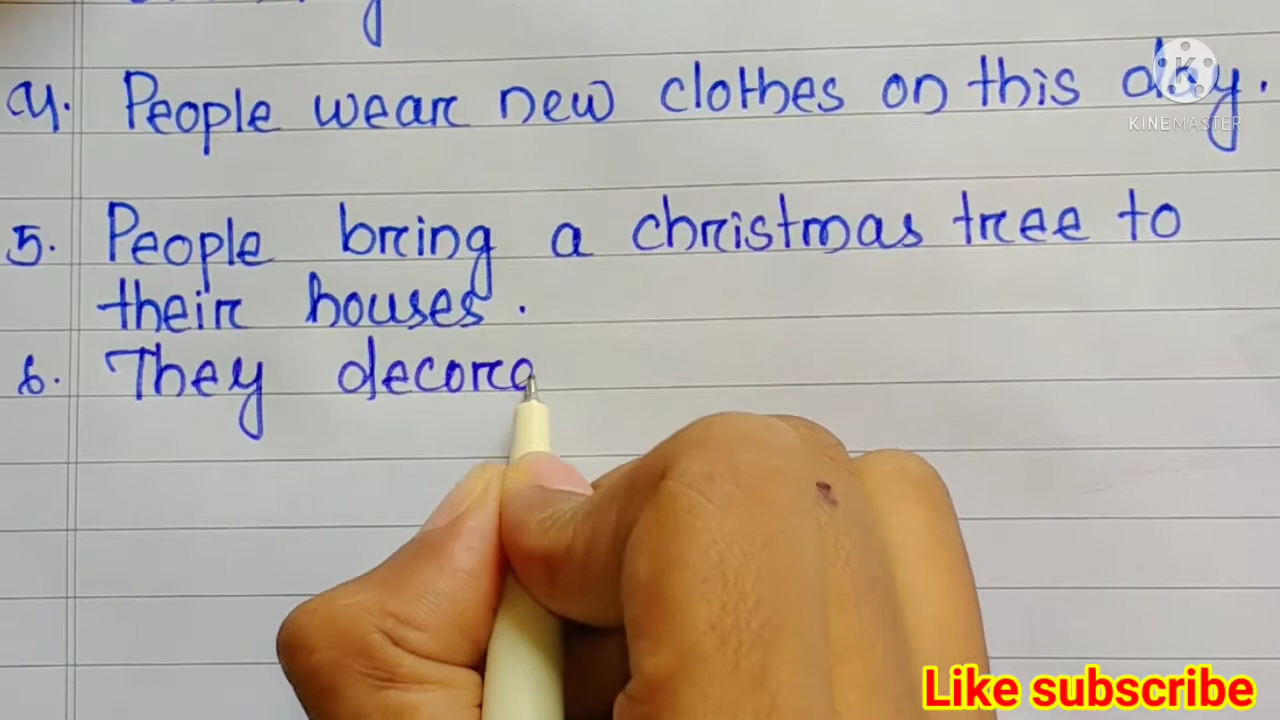 4. People wear new clothes on this day.
KINEMASTER
5. People bring a christmas tree to
their houses.
6. They decora
Like subscribe